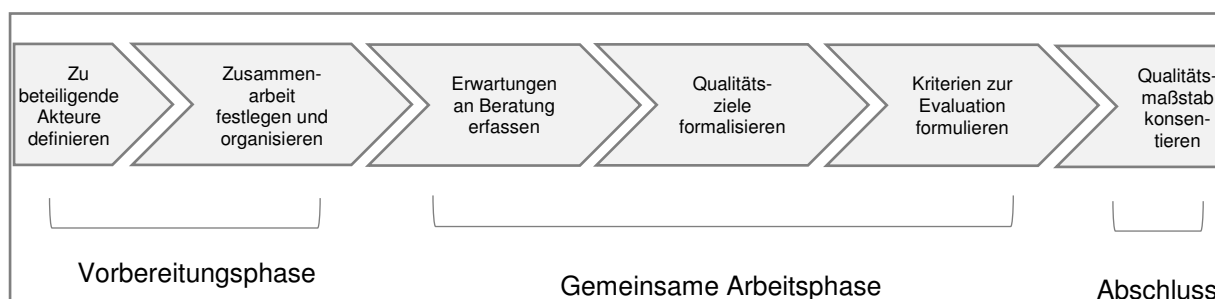 Zu
beteiligende
Akteure
definieren
Zusammen-
arbeit
festlegen und
organisieren
Erwartungen
an Beratung
erfassen
Qualitäts-
ziele
formalisieren
Kriterien zur
Evaluation
formulieren
Qualitäts-
maßstab
konsen-
tieren
Vorbereitungsphase
Gemeinsame Arbeitsphase
Abschluss